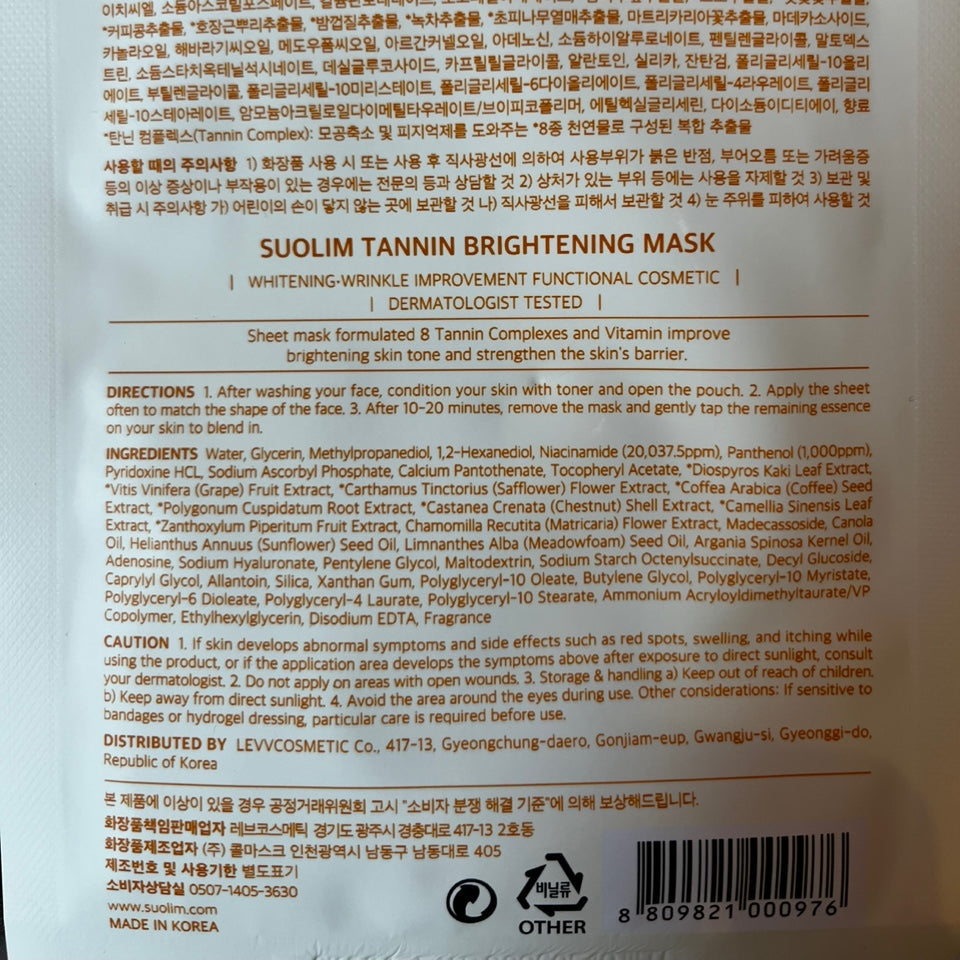 이치씨엘, 소듐아스코빌포스페이트, 칼슘판토테네이트,
*커피콩추출물, *호장근뿌리추출물, *밤껍질추출물, *녹차추출물, *초피나무열매추출물, 마트리카리아꽃추출물, 마데카소사이드,
카놀라오일, 해바라기씨오일, 메도우폼씨오일, 아르간커넬오일, 아데노신, 소듐하이알루로네이트, 펜틸렌글라이콜, 말토덱스
트린, 소듐스타치옥테닐석시네이트, 데실글루코사이드, 카프릴릴글라이콜, 알란토인, 실리카, 잔탄검, 폴리글리세릴-10올리
에이트, 부틸렌글라이콜, 폴리글리세릴-10미리스테이트, 폴리글리세릴-6다이올리에이트, 폴리글리세릴-4라우레이트, 폴리글리
세릴-10스테아레이트, 암모늄아크릴로일다이메틸타우레이트/브이피코폴리머, 에틸헥실글리세린, 다이소듐이디티에이, 향료
*탄닌 컴플렉스(Tannin Complex): 모공축소 및 피지억제를 도와주는 *8종 천연물로 구성된 복합 추출물
사용할 때의 주의사항 1) 화장품 사용 시 또는 사용 후 직사광선에 의하여 사용부위가 붉은 반점, 부어오름 또는 가려움증
등의 이상 증상이나 부작용이 있는 경우에는 전문의 등과 상담할 것 2) 상처가 있는 부위 등에는 사용을 자제할 것 3) 보관 및
취급 시 주의사항 가) 어린이의 손이 닿지 않는 곳에 보관할 것 나) 직사광선을 피해서 보관할 것 4) 눈 주위를 피하여 사용할 것
SUOLIM TANNIN BRIGHTENING MASK
| WHITENING·WRINKLE IMPROVEMENT FUNCTIONAL COSMETIC |
| DERMATOLOGIST TESTED |
Sheet mask formulated 8 Tannin Complexes and Vitamin improve
brightening skin tone and strengthen the skin's barrier.
DIRECTIONS 1. After washing your face, condition your skin with toner and open the pouch. 2. Apply the sheet
often to match the shape of the face. 3. After 10-20 minutes, remove the mask and gently tap the remaining essence
on your skin to blend in.
INGREDIENTS Water, Glycerin, Methylpropanediol, 1,2-Hexanediol, Niacinamide (20,037.5ppm), Panthenol (1,000ppm),
Pyridoxine HCL, Sodium Ascorbyl Phosphate, Calcium Pantothenate, Tocopheryl Acetate, *Diospyros Kaki Leaf Extract,
*Vitis Vinifera (Grape) Fruit Extract, *Carthamus Tinctorius (Safflower) Flower Extract, *Coffea Arabica (Coffee) Seed
Extract, *Polygonum Cuspidatum Root Extract, *Castanea Crenata (Chestnut) Shell Extract, *Camellia Sinensis Leaf
Extract, *Zanthoxylum Piperitum Fruit Extract, Chamomilla Recutita (Matricaria) Flower Extract, Madecassoside, Canola
Oil, Helianthus Annuus (Sunflower) Seed Oil, Limnanthes Alba (Meadowfoam) Seed Oil, Argania Spinosa Kernel Oil,
Adenosine, Sodium Hyaluronate, Pentylene Glycol, Maltodextrin, Sodium Starch Octenylsuccinate, Decyl Glucoside,
Caprylyl Glycol, Allantoin, Silica, Xanthan Gum, Polyglyceryl-10 Oleate, Butylene Glycol, Polyglyceryl-10 Myristate,
Polyglyceryl-6 Dioleate, Polyglyceryl-4 Laurate, Polyglyceryl-10 Stearate, Ammonium Acryloyldimethyltaurate/VP
Copolymer, Ethylhexylglycerin, Disodium EDTA, Fragrance
CAUTION 1. If skin develops abnormal symptoms and side effects such as red spots, swelling, and itching while
using the product, or if the application area develops the symptoms above after exposure to direct sunlight, consult
your dermatologist. 2. Do not apply on areas with open wounds. 3. Storage & handling a) Keep out of reach of children.
b) Keep away from direct sunlight. 4. Avoid the area around the eyes during use. Other considerations: If sensitive to
bandages or hydrogel dressing, particular care is required before use.
DISTRIBUTED BY LEVVCOSMETIC Co., 417-13, Gyeongchung-daero, Gonjiam-eup, Gwangju-si, Gyeonggi-do,
Republic of Korea
본 제품에 이상이 있을 경우 공정거래위원회 고시 "소비자 분쟁 해결 기준"에 의해 보상해드립니다.
화장품책임판매업자 레브코스메틱 경기도 광주시 경충대로 417-13 2호동
화장품제조업자 (주) 콜마스크 인천광역시 남동구 남동대로 405
제조번호 및 사용기한 별도표기
소비자상담실 0507-1405-3630
www.suolim.com
MADE IN KOREA
비닐류
OTHER
8 809821 000976